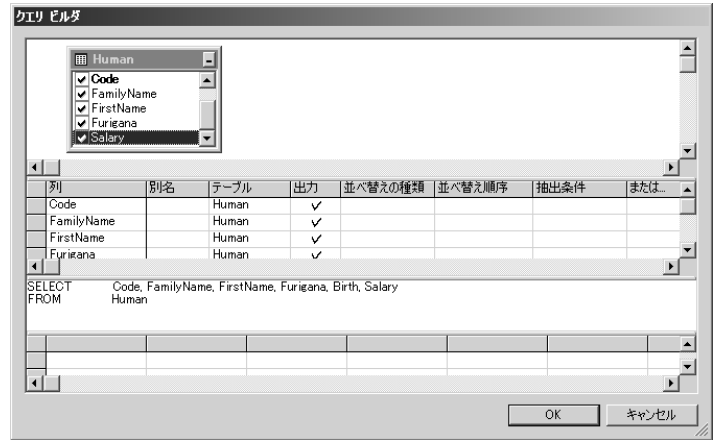 クエリ ビルダ
Human
Code
FamilyName
FirstName
Furigana
Salary
列 別名 テーブル 出力 並べ替えの種類 並べ替え順序 抽出条件 または...
Code Human
FamilyName Human
FirstName Human
Furigana Human
SELECT Code, FamilyName, FirstName, Furigana, Birth, Salary
FROM Human
OK キャンセル